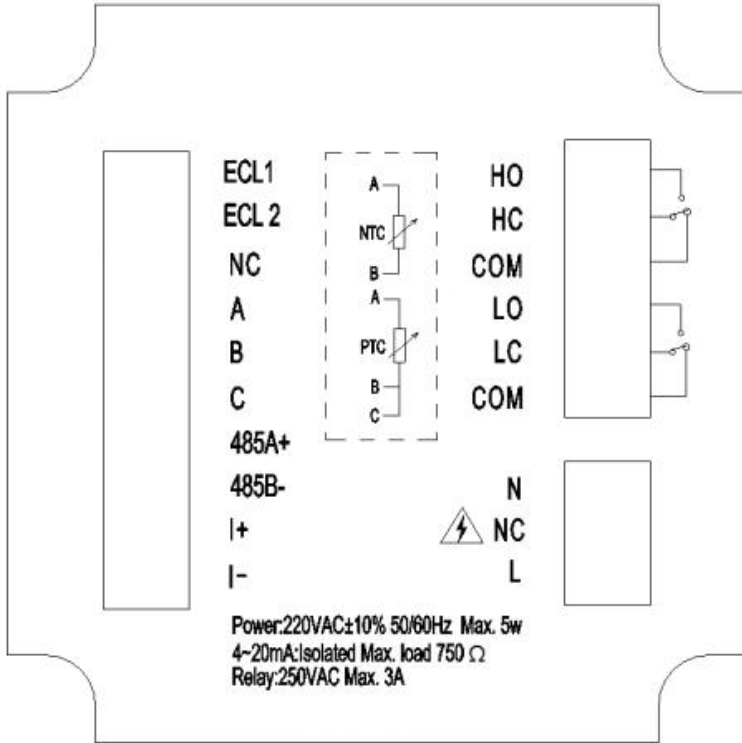 ECL1
ECL 2
NC
A
B
C
485A+
485B-
I+
I-
A
NTC
B
A
PTC
B
C
HO
HC
COM
LO
LC
COM
N
NC
L
Power:220VAC±10% 50/60Hz Max. 5w
4~20mA:Isolated Max. load 750 Ω
Relay:250VAC Max. 3A